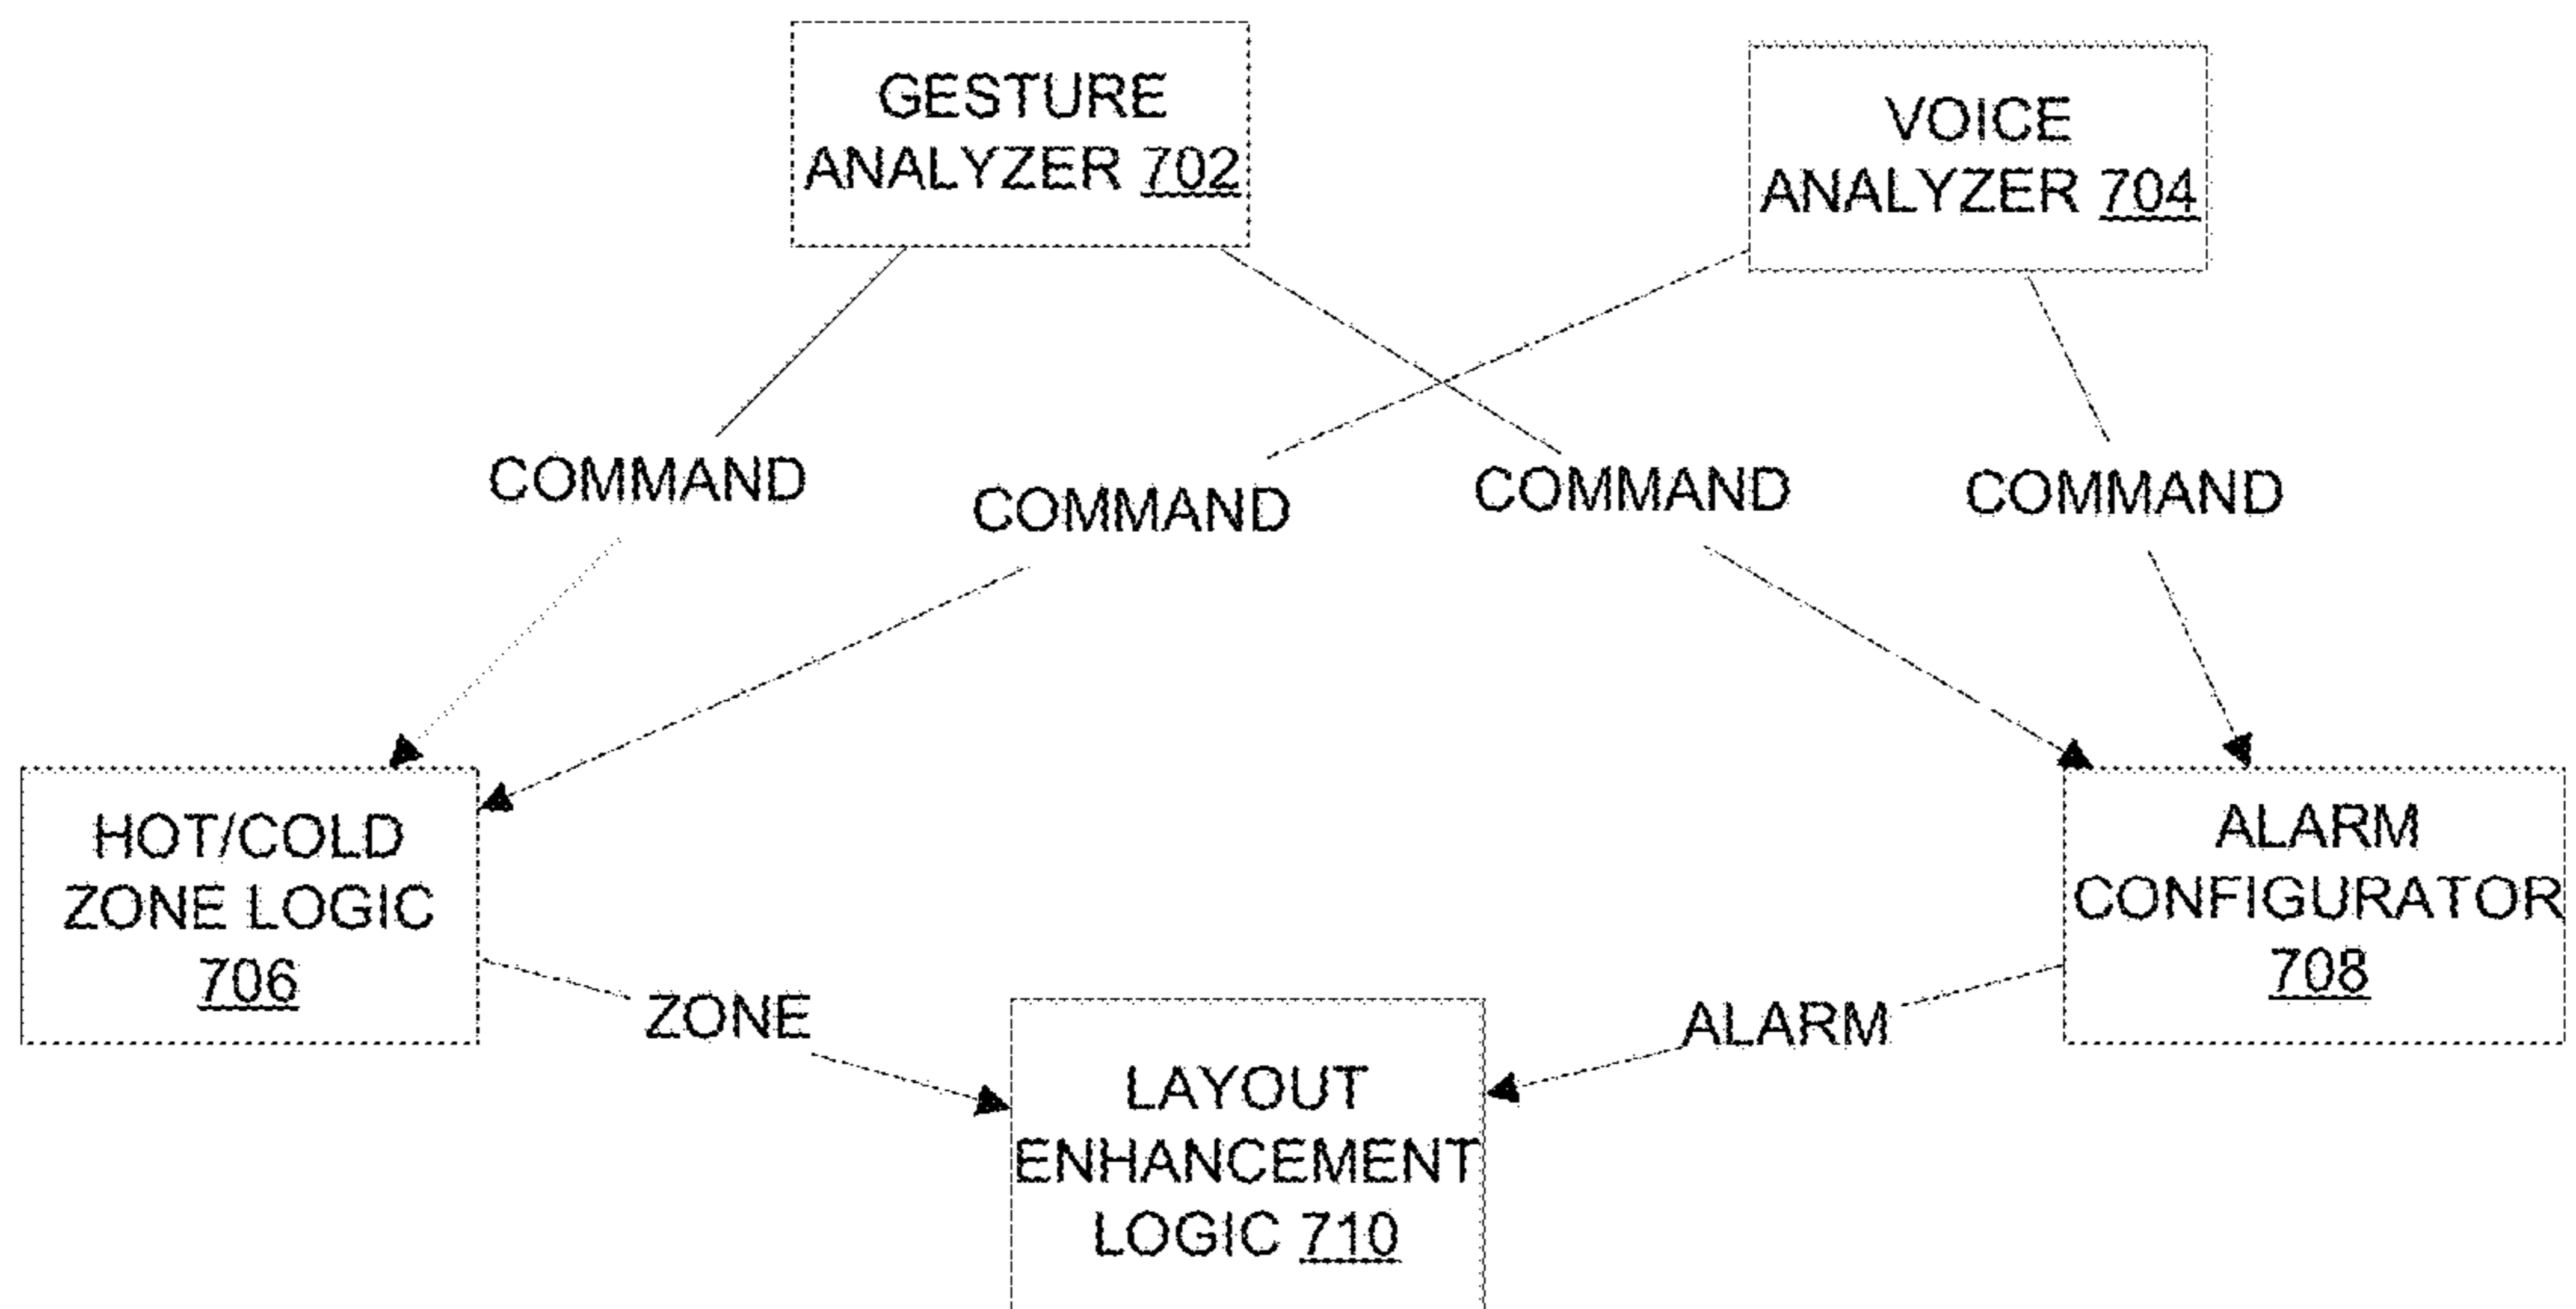 GESTURE
ANALYZER 702
VOICE
ANALYZER 704
COMMAND
COMMAND
COMMAND
COMMAND
HOT/COLD
ZONE LOGIC
706
ALARM
CONFIGURATOR
708
ZONE
ALARM
LAYOUT
ENHANCEMENT
LOGIC 710